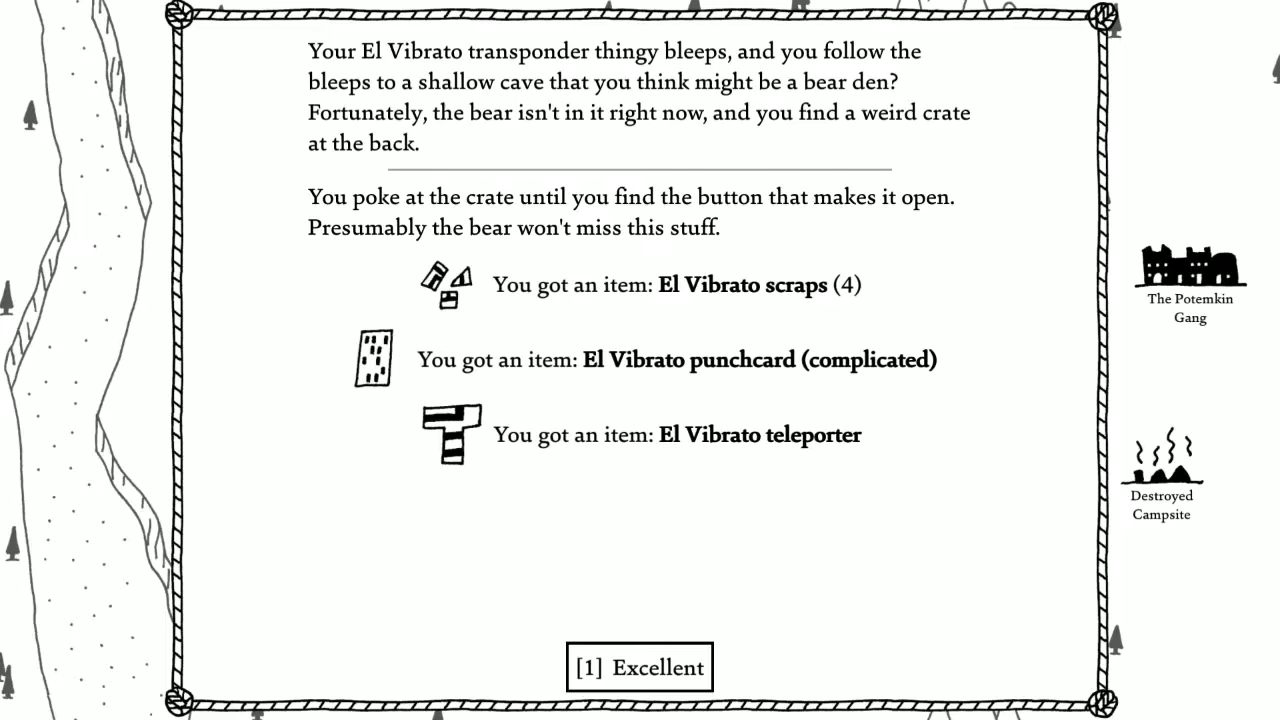 Your El Vibrato transponder thingy bleeps, and you follow the
bleeps to a shallow cave that you think might be a bear den?
Fortunately, the bear isn't in it right now, and you find a weird crate
at the back.
You poke at the crate until you find the button that makes it open.
Presumably the bear won't miss this stuff.
You got an item: El Vibrato scraps (4)
You got an item: El Vibrato punchcard (complicated)
You got an item: El Vibrato teleporter
[1] Excellent
The Potemkin
Gang
Destroyed
Campsite